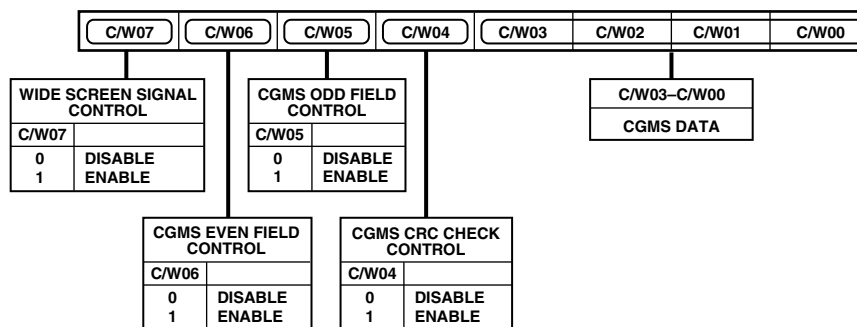 C/W07 C/W06 C/W05 C/W04 C/W03 C/W02 C/W01 C/W00
WIDE SCREEN SIGNAL
CONTROL
C/W07
0 DISABLE
1 ENABLE
CGMS ODD FIELD
CONTROL
C/W05
0 DISABLE
1 ENABLE
C/W03–C/W00
CGMS DATA
CGMS EVEN FIELD
CONTROL
C/W06
0 DISABLE
1 ENABLE
CGMS CRC CHECK
CONTROL
C/W04
0 DISABLE
1 ENABLE